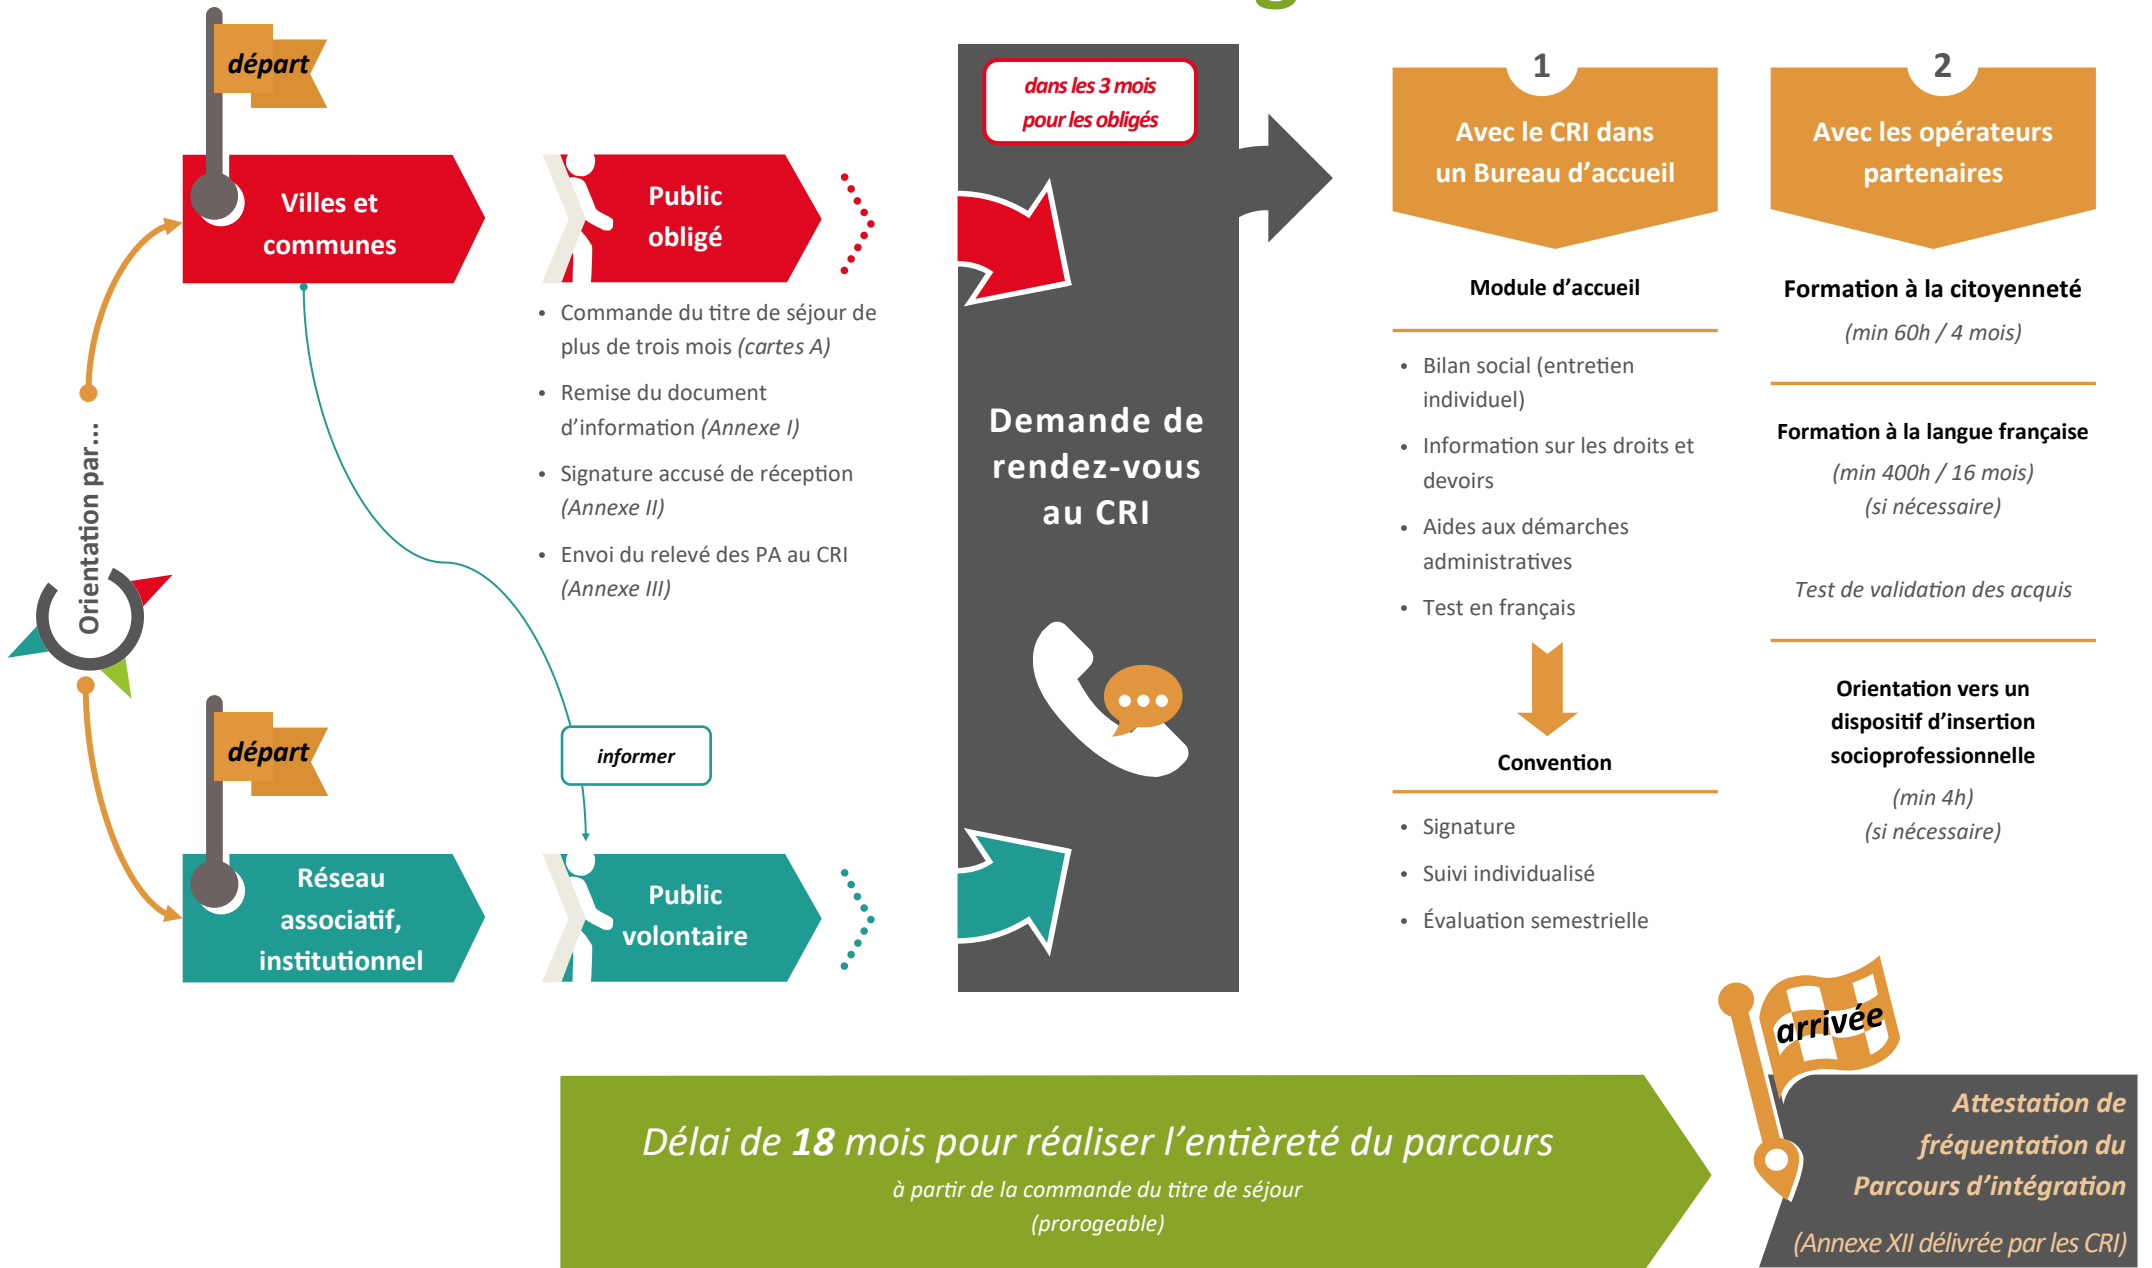 départ
Villes et
communes
Public
obligé
• Commande du titre de séjour de
plus de trois mois (cartes A)
• Remise du document
d'information (Annexe I)
• Signature accusé de réception
(Annexe II)
• Envoi du relevé des PA au CRI
(Annexe III)
Orientation par...
informer
départ
Réseau
associatif,
institutionnel
Public
volontaire
dans les 3 mois
pour les obligés
Demande de
rendez-vous
au CRI
1
Avec le CRI dans
un Bureau d'accueil
Module d'accueil
• Bilan social (entretien
individuel)
• Information sur les droits et
devoirs
• Aides aux démarches
administratives
• Test en français
Convention
• Signature
• Suivi individualisé
• Évaluation semestrielle
2
Avec les opérateurs
partenaires
Formation à la citoyenneté
(min 60h / 4 mois)
Formation à la langue française
(min 400h / 16 mois)
(si nécessaire)
Test de validation des acquis
Orientation vers un
dispositif d'insertion
socioprofessionnelle
(min 4h)
(si nécessaire)
Délai de 18 mois pour réaliser l'entièreté du parcours
à partir de la commande du titre de séjour
(prorogeable)
arrivée
Attestation de
fréquentation du
Parcours d'intégration
(Annexe XII délivrée par les CRI)